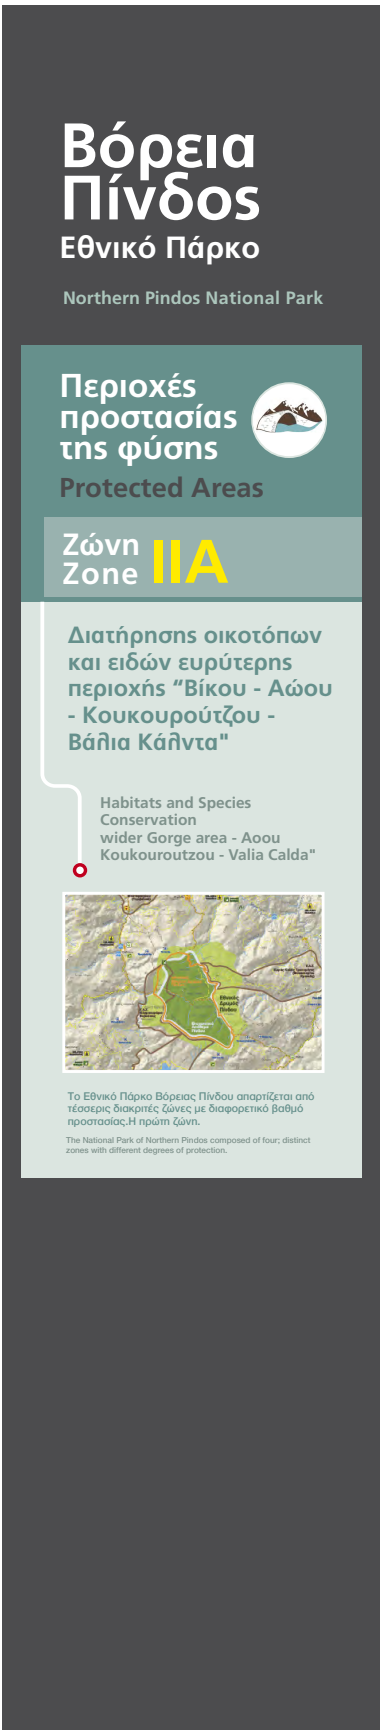 Βόρεια
Πίνδος
Εθνικό Πάρκο
Northern Pindos National Park
Περιοχές
προστασίας
της φύσης
Protected Areas
Ζώνη
Zone
IIA
Διατήρησης οικοτόπων
και ειδών ευρύτερης
περιοχής “Βίκου - Αώου
- Κουκουρούτζου -
Βάλια Κάλντα"
Habitats and Species
Conservation
wider Gorge area - Aoou
Koukouroutzou - Valia Calda"
Εθνικός
Δρυμός
Πίνδου
Το Εθνικό Πάρκο Βόρειας Πίνδου απαρτίζεται από
τέσσερις διακριτές ζώνες με διαφορετικό βαθμό
προστασίας.Η πρώτη ζώνη.
The National Park of Northern Pindos composed of four; distinct
zones with different degrees of protection.